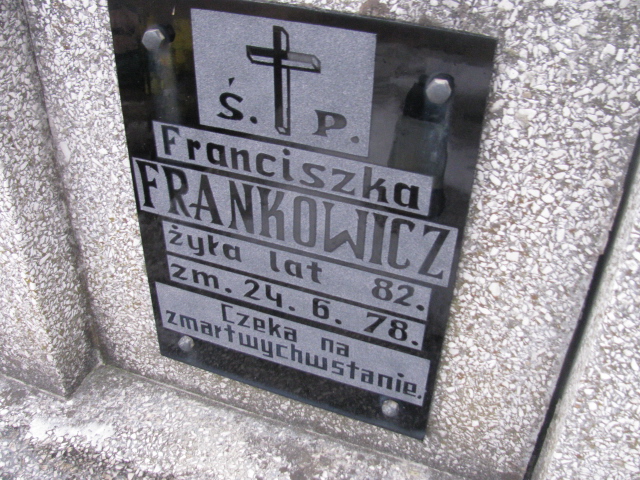 Ś. P.
Franciszka
FRANKOWICZ
żyła lat 82.
zm. 24. 6. 78.
Czeka na
zmartwychwstanie.